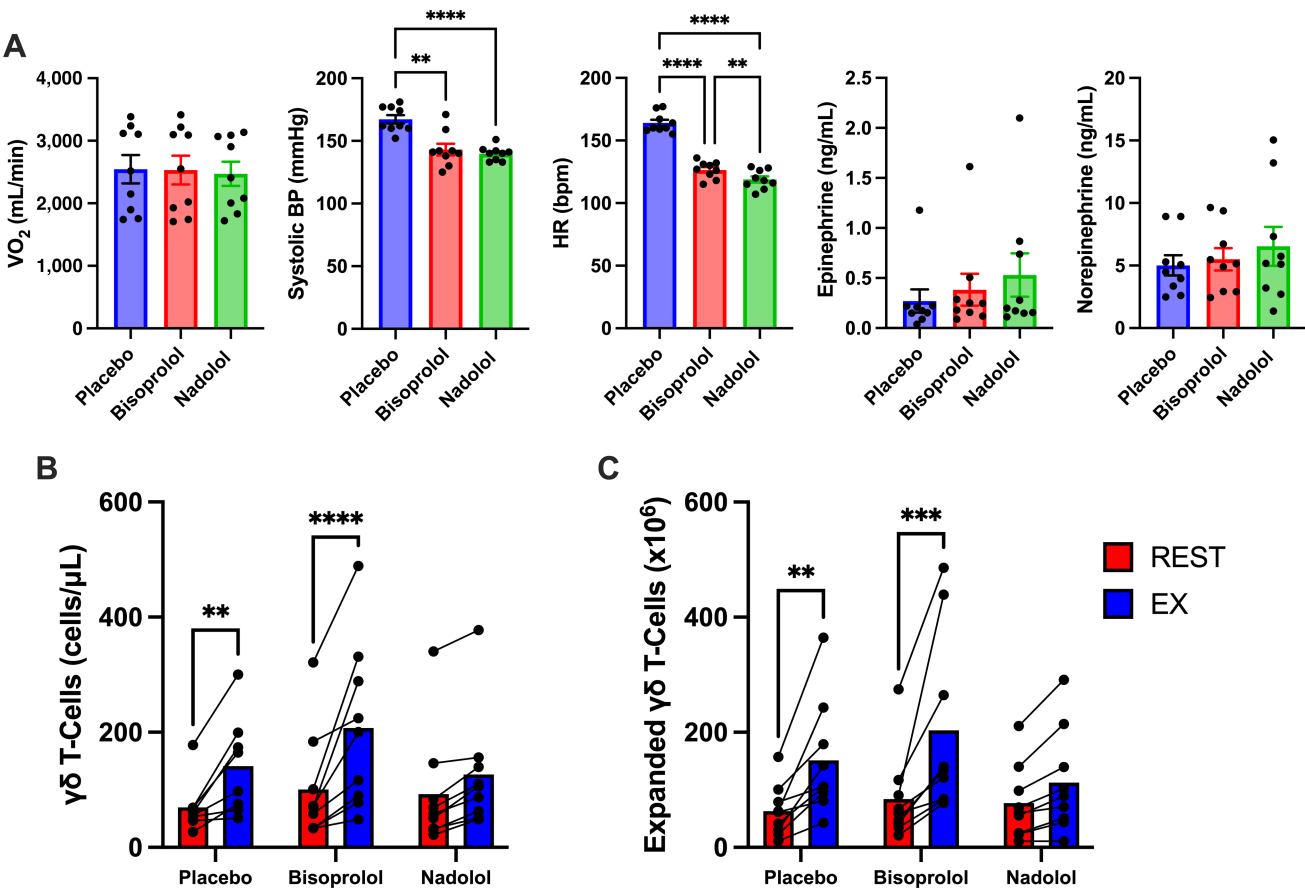 A
****
**
4,000
3,000
2,000
1,000
0
VO2 (mL/min)
Placebo
Bisoprolol
Nadolol
200
150
100
50
0
Systolic BP (mmHg)
Placebo
Bisoprolol
Nadolol
****
****
**
200
150
100
50
0
HR (bpm)
Placebo
Bisoprolol
Nadolol
2.5
2.0
1.5
1.0
0.5
0.0
Epinephrine (ng/mL)
Placebo
Bisoprolol
Nadolol
20
15
10
5
0
Norepinephrine (ng/mL)
Placebo
Bisoprolol
Nadolol
B
600
400
200
0
γδ T-Cells (cells/μL)
**
****
Placebo
Bisoprolol
Nadolol
C
600
400
200
0
Expanded γδ T-Cells (x10⁶)
**
***
Placebo
Bisoprolol
Nadolol
REST
EX